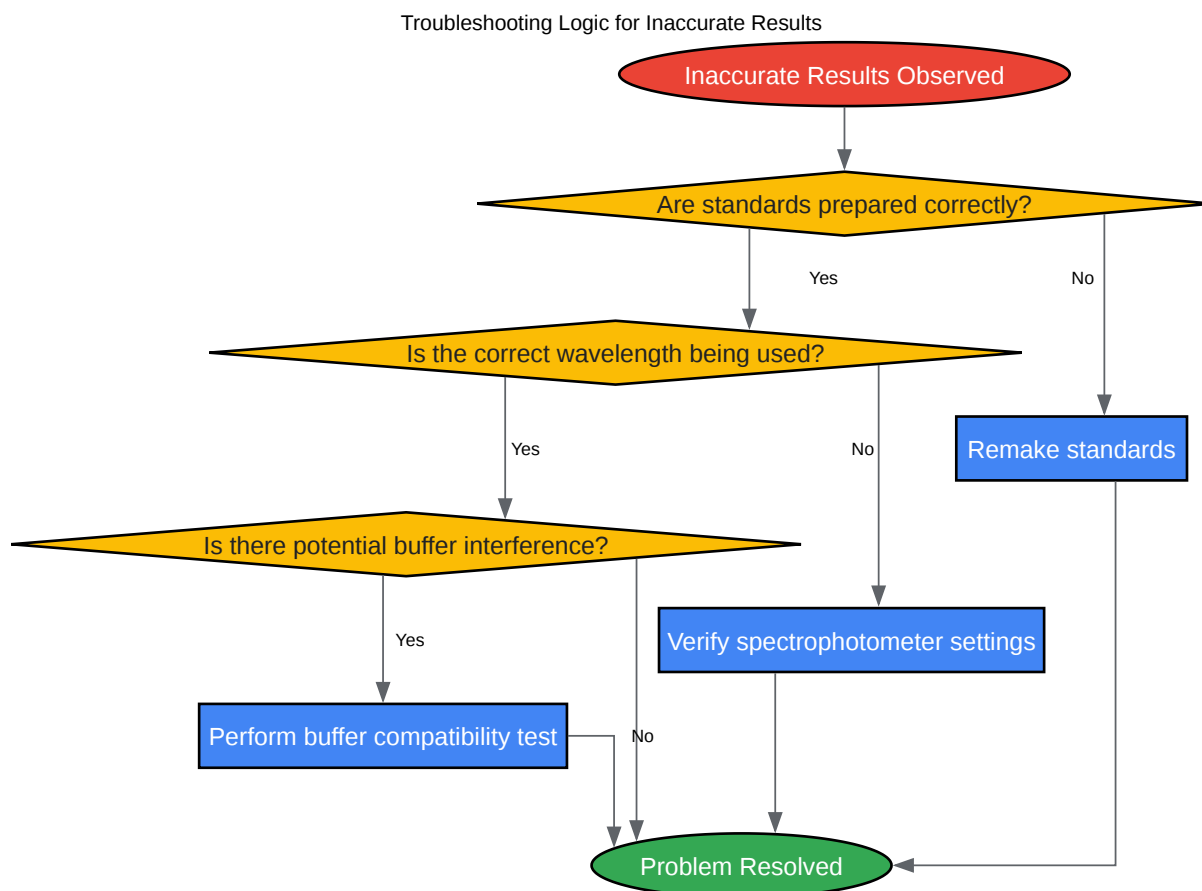 Troubleshooting Logic for Inaccurate Results
Inaccurate Results Observed
Are standards prepared correctly?
Yes
No
Is the correct wavelength being used?
Yes
No
Remake standards
Is there potential buffer interference?
Yes
Verify spectrophotometer settings
Perform buffer compatibility test
No
Problem Resolved